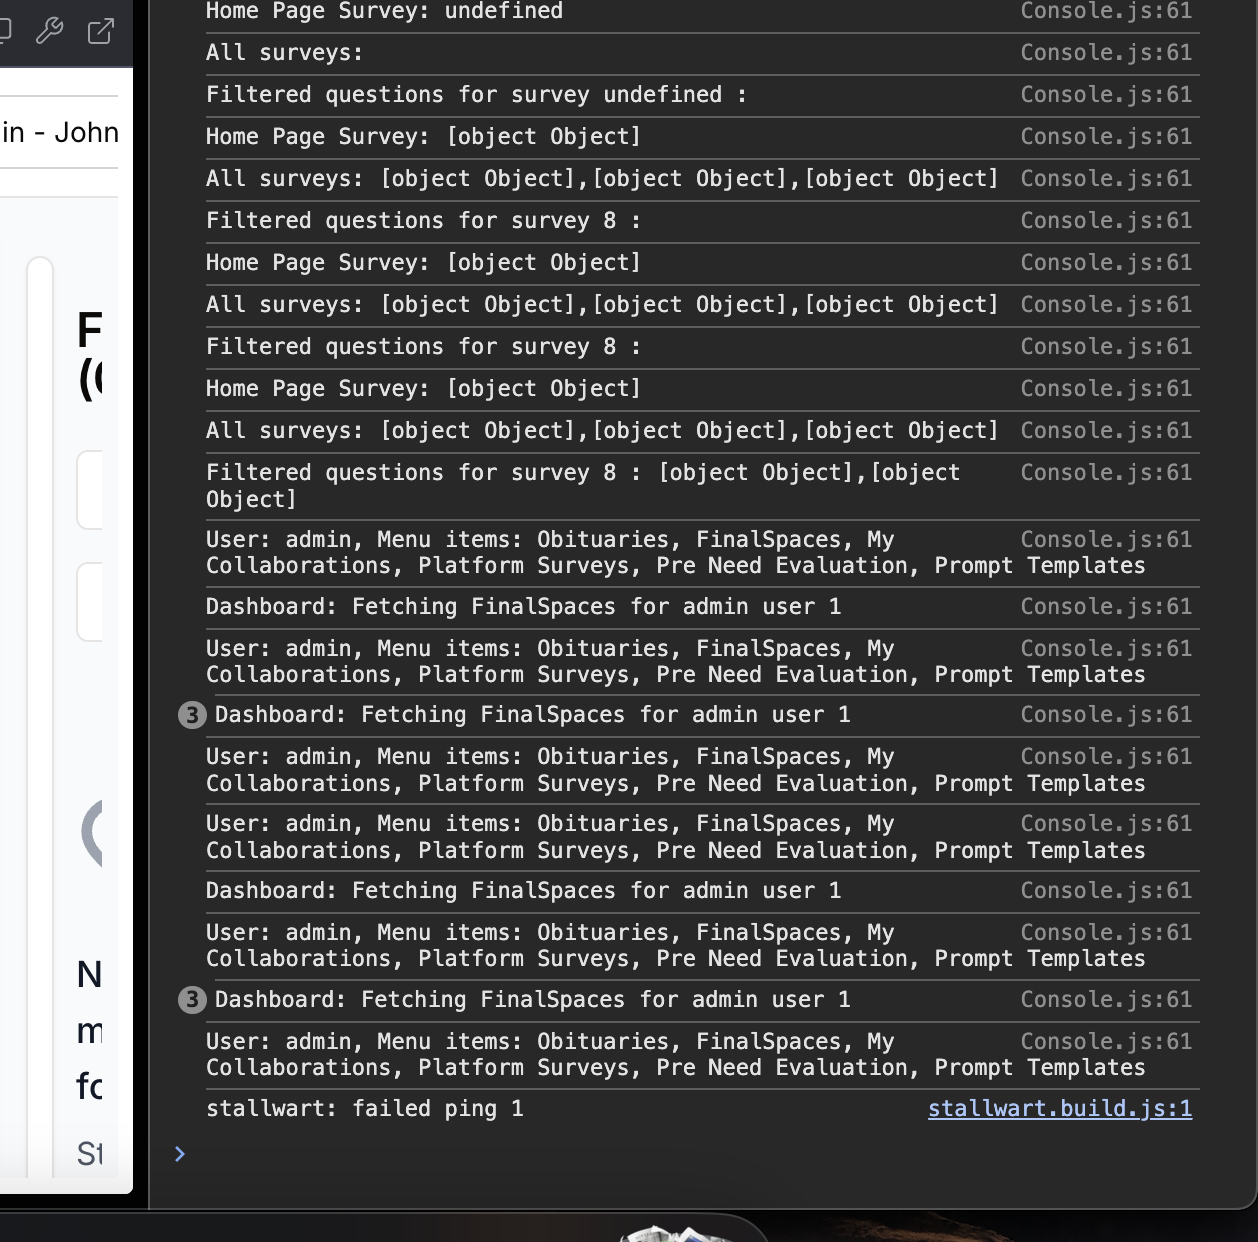 Home Page Survey: undefined Console.js:61
All surveys: Console.js:61
Filtered questions for survey undefined : Console.js:61
in - John
Home Page Survey: [object Object] Console.js:61
All surveys: [object Object],[object Object],[object Object] Console.js:61
Filtered questions for survey 8 : Console.js:61
Home Page Survey: [object Object] Console.js:61
All surveys: [object Object],[object Object],[object Object] Console.js:61
F
Filtered questions for survey 8 : Console.js:61
Home Page Survey: [object Object] Console.js:61
All surveys: [object Object],[object Object],[object Object] Console.js:61
Filtered questions for survey 8 : [object Object],[object Console.js:61
Object]
User: admin, Menu items: Obituaries, FinalSpaces, My Console.js:61
Collaborations, Platform Surveys, Pre Need Evaluation, Prompt Templates
Dashboard: Fetching FinalSpaces for admin user 1 Console.js:61
User: admin, Menu items: Obituaries, FinalSpaces, My Console.js:61
Collaborations, Platform Surveys, Pre Need Evaluation, Prompt Templates
3 Dashboard: Fetching FinalSpaces for admin user 1 Console.js:61
User: admin, Menu items: Obituaries, FinalSpaces, My Console.js:61
Collaborations, Platform Surveys, Pre Need Evaluation, Prompt Templates
User: admin, Menu items: Obituaries, FinalSpaces, My Console.js:61
Collaborations, Platform Surveys, Pre Need Evaluation, Prompt Templates
Dashboard: Fetching FinalSpaces for admin user 1 Console.js:61
User: admin, Menu items: Obituaries, FinalSpaces, My Console.js:61
Collaborations, Platform Surveys, Pre Need Evaluation, Prompt Templates
N
3 Dashboard: Fetching FinalSpaces for admin user 1 Console.js:61
m
User: admin, Menu items: Obituaries, FinalSpaces, My Console.js:61
Collaborations, Platform Surveys, Pre Need Evaluation, Prompt Templates
stallwart: failed ping 1 stallwart.build.js:1